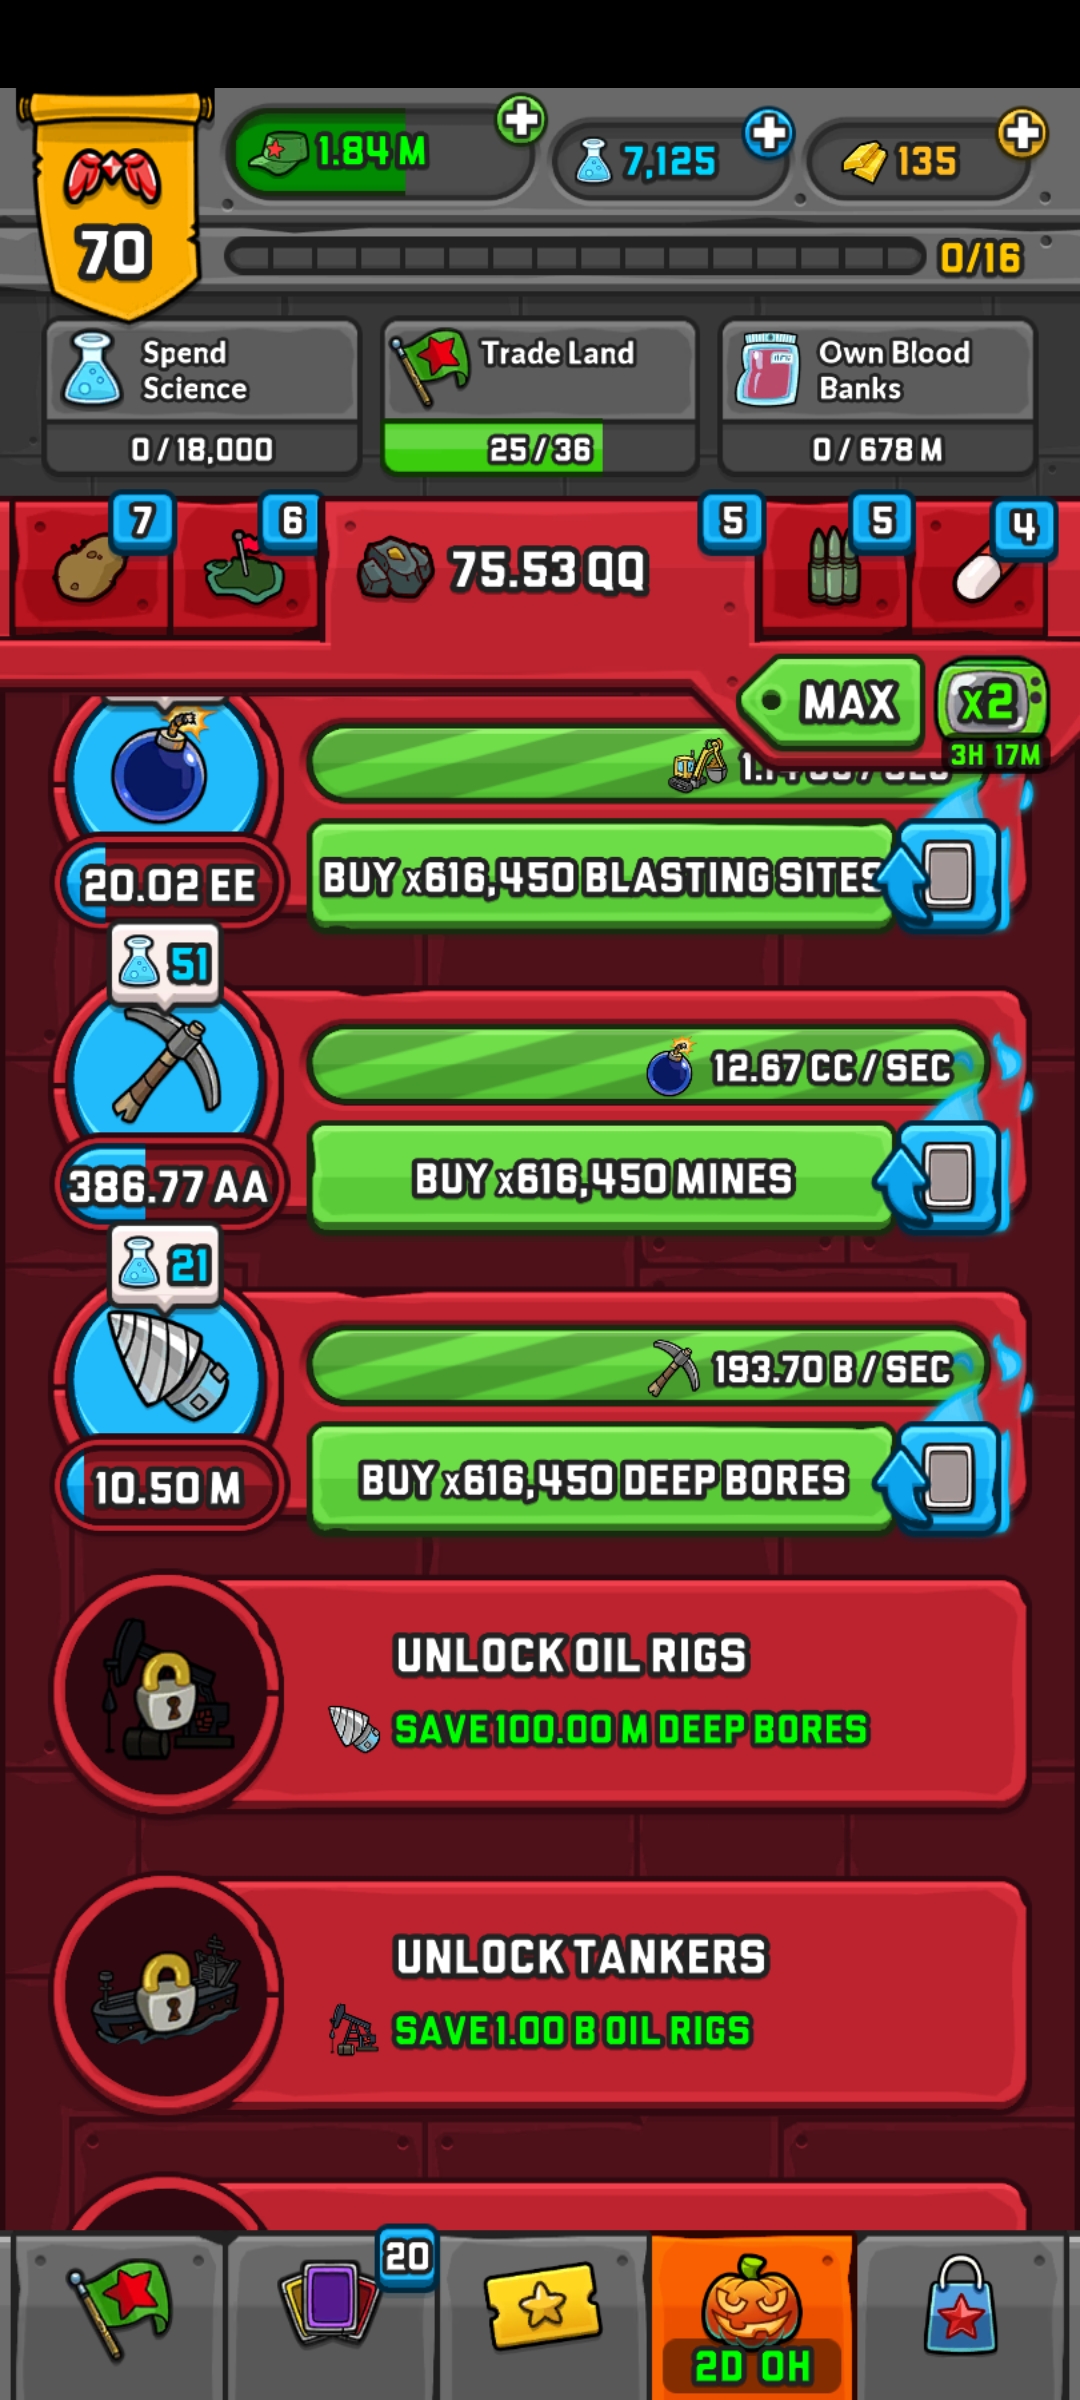 1.84 M
7,125
135
70
0/16
Spend
Science
0 / 18,000
Trade Land
25 / 36
Own Blood
Banks
0 / 678 M
7
6
75.53 QQ
5
5
4
MAX
x2
3H 17M
20.02 EE
BUY x616,450 BLASTING SITES
51
12.67 CC / SEC
386.77 AA
BUY x616,450 MINES
21
193.70 B / SEC
10.50 M
BUY x616,450 DEEP BORES
UNLOCK OIL RIGS
SAVE 100.00 M DEEP BORES
UNLOCK TANKERS
SAVE 1.00 B OIL RIGS
20
2D 0H